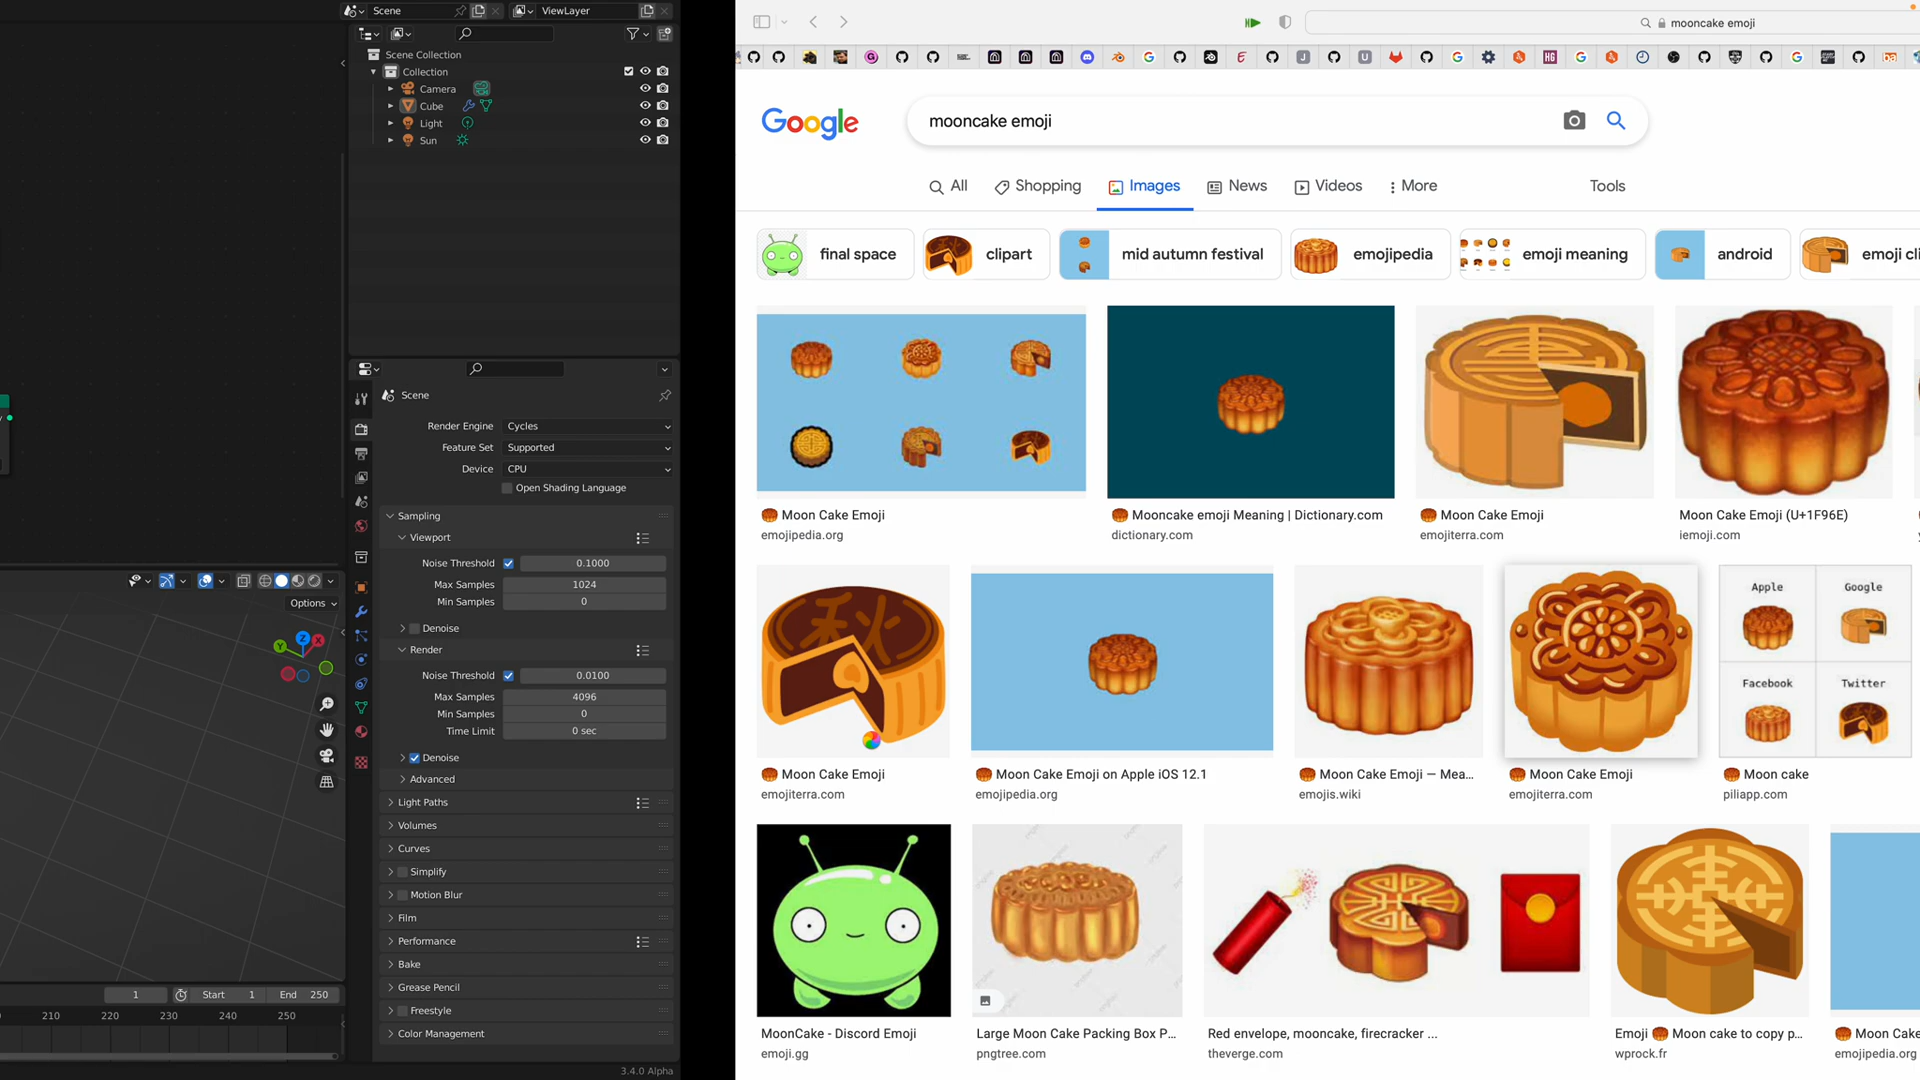 Scene
ViewLayer
Scene Collection
Collection
Camera
Cube
Light
Sun
Scene
Render Engine Cycles
Feature Set Supported
Device CPU
Open Shading Language
Sampling
Viewport
Noise Threshold 0.1000
Max Samples 1024
Min Samples 0
Denoise
Render
Noise Threshold 0.0100
Max Samples 4096
Min Samples 0
Time Limit 0 sec
Denoise
Advanced
Light Paths
Volumes
Curves
Simplify
Motion Blur
Film
Performance
Bake
Grease Pencil
Freestyle
Color Management
3.4.0 Alpha
Options
Z
X
Y
1
Start 1
End 250
210 220 230 240 250
mooncake emoji
Google
mooncake emoji
All
Shopping
Images
News
Videos
More
Tools
final space
clipart
mid autumn festival
emojipedia
emoji meaning
android
emoji cli
Moon Cake Emoji
emojipedia.org
Mooncake emoji Meaning | Dictionary.com
dictionary.com
Moon Cake Emoji
emojiterra.com
Moon Cake Emoji (U+1F96E)
iemoji.com
秋
Apple
Google
Facebook
Twitter
Moon Cake Emoji
emojiterra.com
Moon Cake Emoji on Apple iOS 12.1
emojipedia.org
Moon Cake Emoji — Mea...
emojis.wiki
Moon Cake Emoji
emojiterra.com
Moon cake
piliapp.com
MoonCake - Discord Emoji
emoji.gg
Large Moon Cake Packing Box P...
pngtree.com
Red envelope, mooncake, firecracker ...
theverge.com
Emoji Moon cake to copy p...
wprock.fr
Moon Cake
emojipedia.org